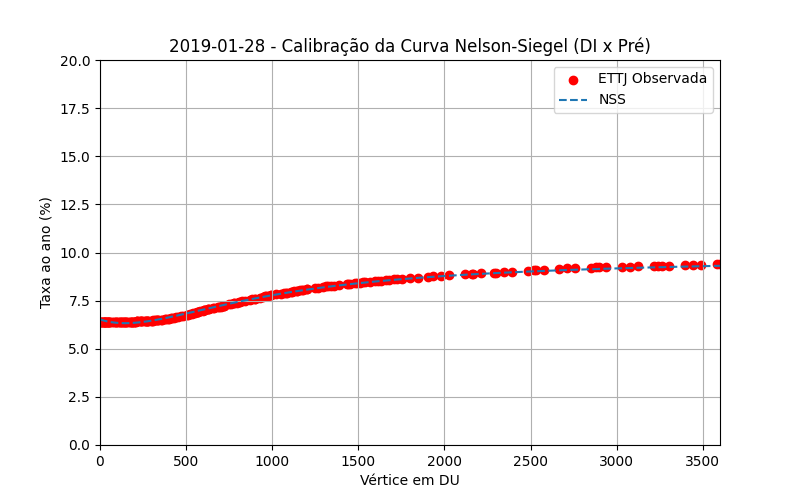 2019-01-28 - Calibração da Curva Nelson-Siegel (DI x Pré)
20.0
17.5
15.0
12.5
10.0
7.5
5.0
2.5
0.0
Taxa ao ano (%)
ETTJ Observada
NSS
0 500 1000 1500 2000 2500 3000 3500
Vértice em DU